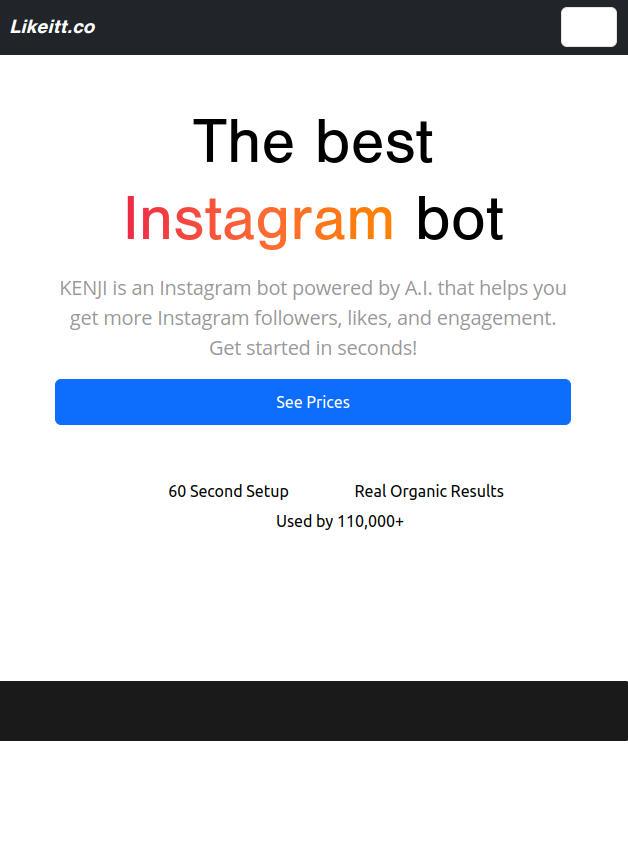 Likeitt.co
The best
Instagram bot
KENJI is an Instagram bot powered by A.I. that helps you
get more Instagram followers, likes, and engagement.
Get started in seconds!
See Prices
60 Second Setup Real Organic Results
Used by 110,000+